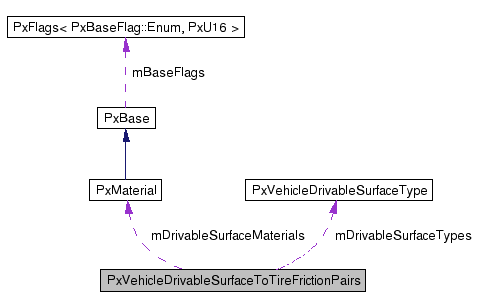 PxFlags< PxBaseFlag::Enum, PxU16 >
mBaseFlags
PxBase
PxMaterial
PxVehicleDrivableSurfaceType
mDrivableSurfaceMaterials
mDrivableSurfaceTypes
PxVehicleDrivableSurfaceToTireFrictionPairs